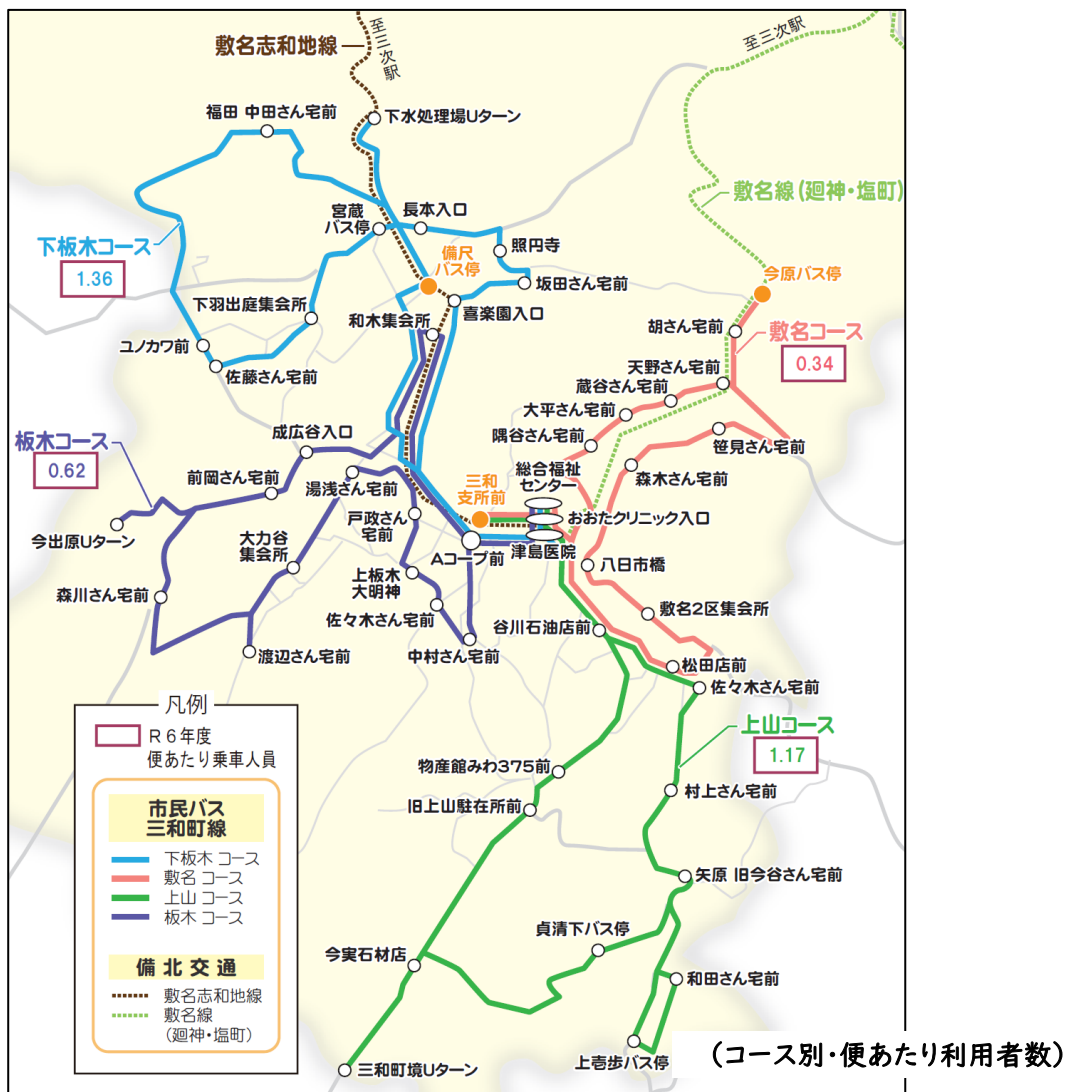 敷名志和地線
至三次駅
至三次駅
福田 中田さん宅前
下水処理場Uターン
敷名線(廻神・塩町)
宮蔵
バス停
長本入口
下板木コース
1.36
備尺
バス停
照円寺
坂田さん宅前
今原バス停
下羽出庭集会所
喜楽園入口
和木集会所
胡さん宅前
敷名コース
0.34
ユノカワ前
佐藤さん宅前
天野さん宅前
蔵谷さん宅前
大平さん宅前
隅谷さん宅前
笹見さん宅前
板木コース
0.62
成広谷入口
前岡さん宅前
湯浅さん宅前
森木さん宅前
総合福祉
センター
三和
支所前
おおたクリニック入口
戸政さん
宅前
今出原Uターン
大力谷
集会所
Aコープ前
津島医院
八日市橋
上板木
大明神
森川さん宅前
佐々木さん宅前
敷名2区集会所
谷川石油店前
渡辺さん宅前
中村さん宅前
松田店前
佐々木さん宅前
上山コース
1.17
物産館みわ375前
旧上山駐在所前
村上さん宅前
矢原 旧今谷さん宅前
貞清下バス停
今実石材店
和田さん宅前
上壱歩バス停
三和町境Uターン
凡例
R6年度
便あたり乗車人員
市民バス
三和町線
下板木 コース
敷名 コース
上山 コース
板木 コース
備北交通
敷名志和地線
敷名線
(廻神・塩町)
(コース別・便あたり利用者数)